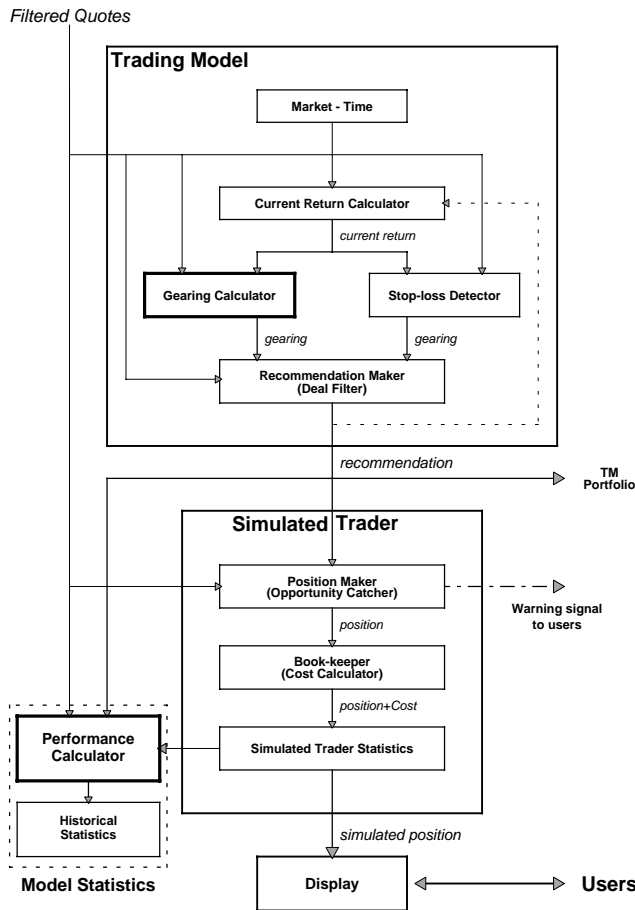 Filtered Quotes
Trading Model
Market - Time
Current Return Calculator
current return
Gearing Calculator
Stop-loss Detector
gearing
gearing
Recommendation Maker
(Deal Filter)
recommendation
TM
Portfolio
Simulated Trader
Position Maker
(Opportunity Catcher)
Warning signal
to users
position
Book-keeper
(Cost Calculator)
position+Cost
Performance
Calculator
Simulated Trader Statistics
Historical
Statistics
simulated position
Model Statistics
Display
Users